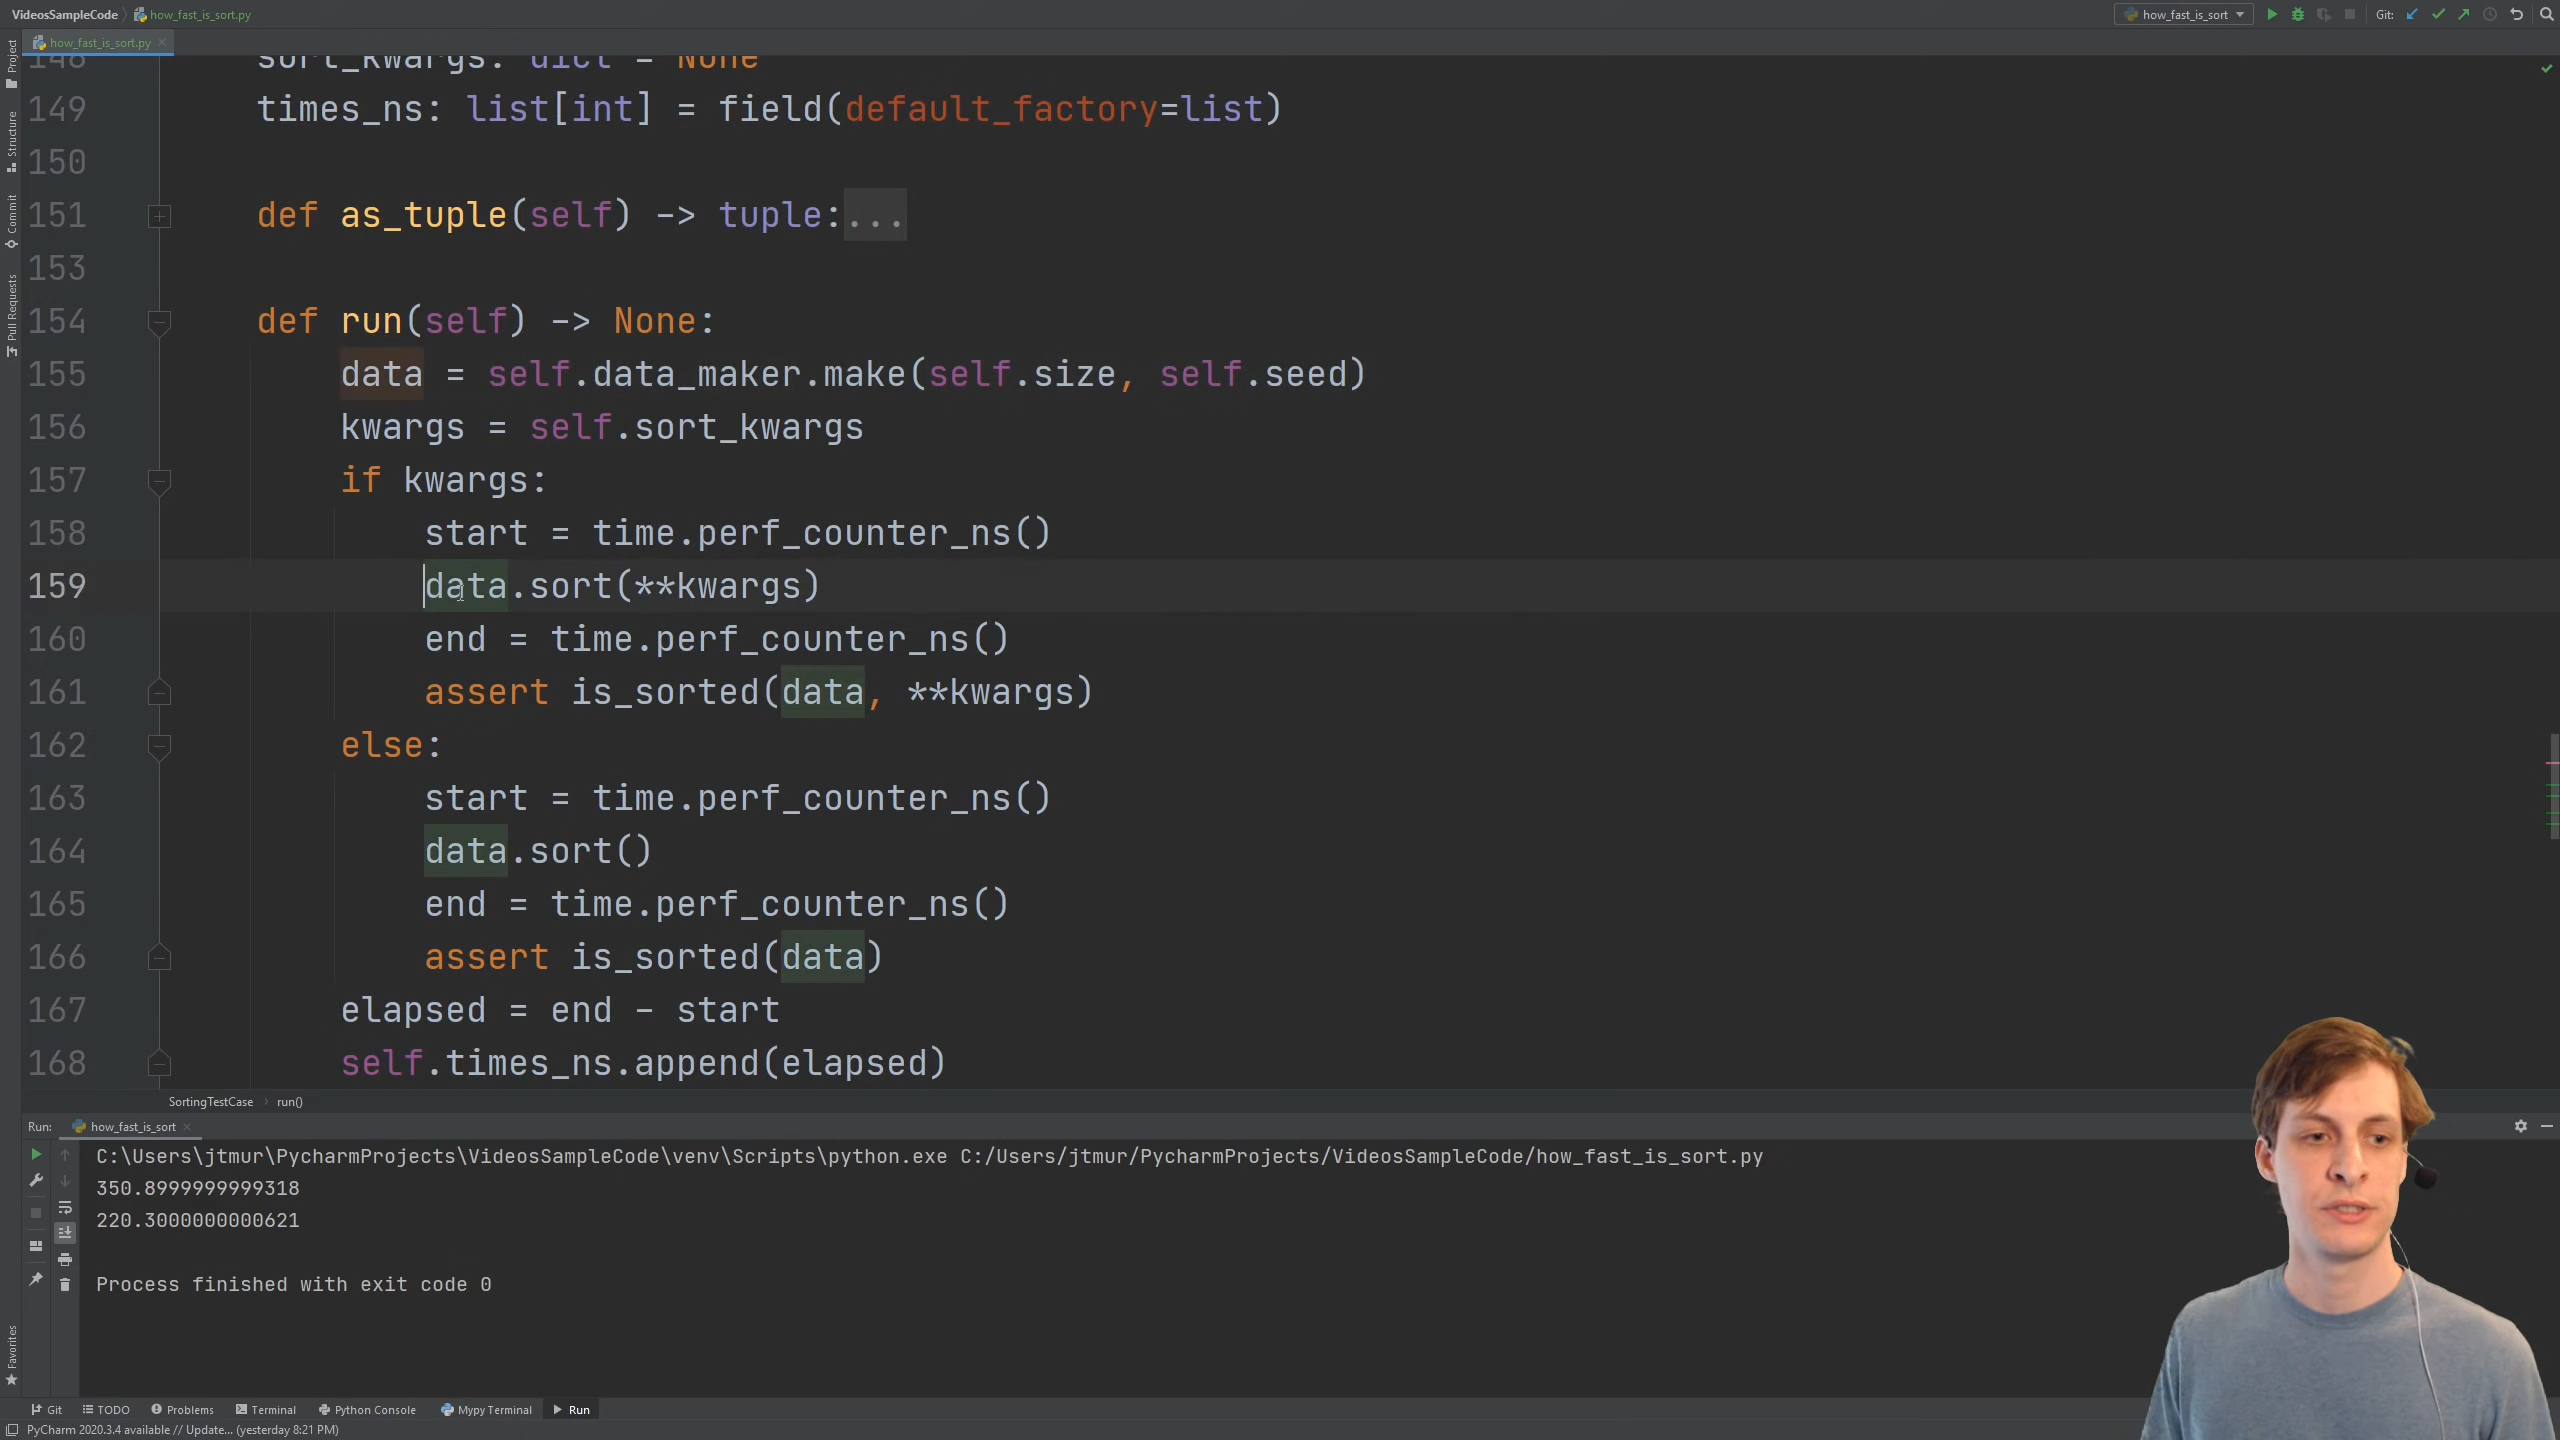 VideosSampleCode how_fast_is_sort.py
how_fast_is_sort Git:
how_fast_is_sort.py
Project
Structure
Commit
Pull Requests
Favorites
148 sort_kwargs: dict = None
149 times_ns: list[int] = field(default_factory=list)
150
151 def as_tuple(self) -> tuple:...
153
154 def run(self) -> None:
155 data = self.data_maker.make(self.size, self.seed)
156 kwargs = self.sort_kwargs
157 if kwargs:
158 start = time.perf_counter_ns()
159 data.sort(**kwargs)
160 end = time.perf_counter_ns()
161 assert is_sorted(data, **kwargs)
162 else:
163 start = time.perf_counter_ns()
164 data.sort()
165 end = time.perf_counter_ns()
166 assert is_sorted(data)
167 elapsed = end - start
168 self.times_ns.append(elapsed)
SortingTestCase run()
Run: how_fast_is_sort
C:\Users\jtmur\PycharmProjects\VideosSampleCode\venv\Scripts\python.exe C:/Users/jtmur/PycharmProjects/VideosSampleCode/how_fast_is_sort.py
350.8999999999318
220.3000000000621
Process finished with exit code 0
Git TODO Problems Terminal Python Console Mypy Terminal Run
PyCharm 2020.3.4 available // Update... (yesterday 8:21 PM)